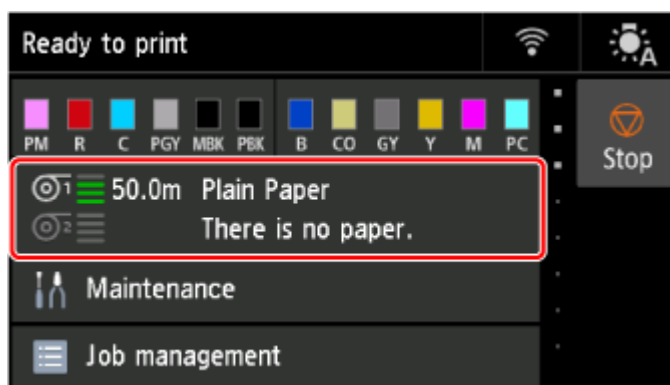 Ready to print
A
PM R C PGY MBK PBK B CO GY Y M PC
Stop
1 50.0m Plain Paper
2 There is no paper.
Maintenance
Job management